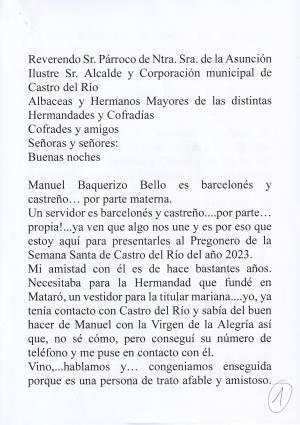 Reverendo Sr. Párroco de Ntra. Sra. de la Asunción
Ilustre Sr. Alcalde y Corporación municipal de
Castro del Río
Albaceas y Hermanos Mayores de las distintas
Hermandades y Cofradías
Cofrades y amigos
Señoras y señores:
Buenas noches
Manuel Baquerizo Bello es barcelonés y
castreño… por parte materna.
Un servidor es barcelonés y castreño....por parte…
propia!...ya ven que algo nos une y es por eso que
estoy aquí para presentarles al Pregonero de la
Semana Santa de Castro del Río del año 2023.
Mi amistad con él es de hace bastantes años.
Necesitaba para la Hermandad que fundé en
Mataró, un vestidor para la titular mariana....yo, ya
tenía contacto con Castro del Río y sabía del buen
hacer de Manuel con la Virgen de la Alegría así
que, no sé cómo, pero conseguí su número de
teléfono y me puse en contacto con él.
Vino,...hablamos y… congeniamos enseguida
porque es una persona de trato afable y amistoso.
1